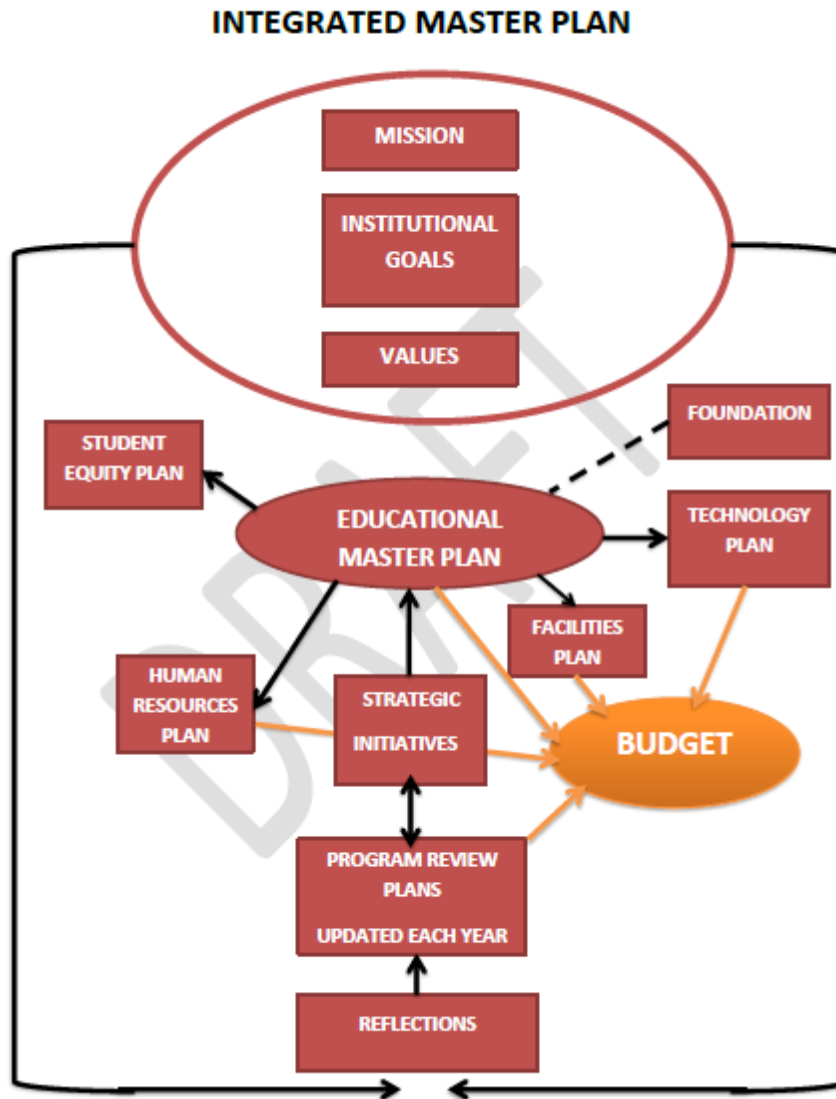 INTEGRATED MASTER PLAN
MISSION
INSTITUTIONAL
GOALS
VALUES
FOUNDATION
STUDENT
EQUITY PLAN
EDUCATIONAL
MASTER PLAN
TECHNOLOGY
PLAN
FACILITIES
PLAN
HUMAN
RESOURCES
PLAN
STRATEGIC
INITIATIVES
BUDGET
PROGRAM REVIEW
PLANS
UPDATED EACH YEAR
REFLECTIONS
DRAFT